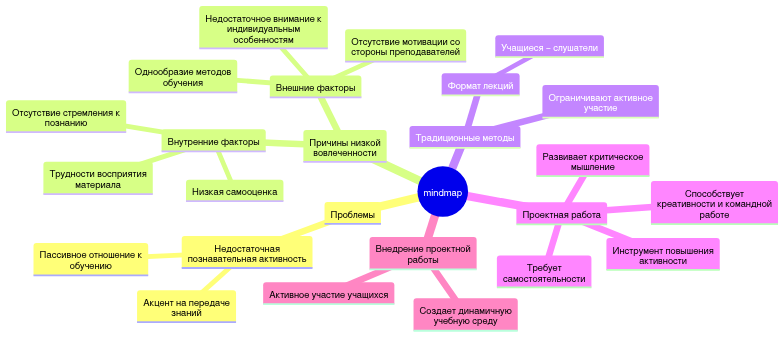 Недостаточное внимание к
индивидуальным
особенностям
Отсутствие мотивации со
стороны преподавателей
Однообразие методов
обучения
Внешние факторы
Отсутствие стремления к
познанию
Внутренние факторы
Причины низкой
вовлеченности
Трудности восприятия
материала
Низкая самооценка
Учащиеся – слушатели
Формат лекций
Ограничивают активное
участие
Традиционные методы
mindmap
Развивает критическое
мышление
Способствует
креативности и командной
работе
Проектная работа
Инструмент повышения
активности
Требует
самостоятельности
Проблемы
Недостаточная
познавательная активность
Пассивное отношение к
обучению
Акцент на передаче
знаний
Внедрение проектной
работы
Активное участие учащихся
Создает динамичную
учебную среду